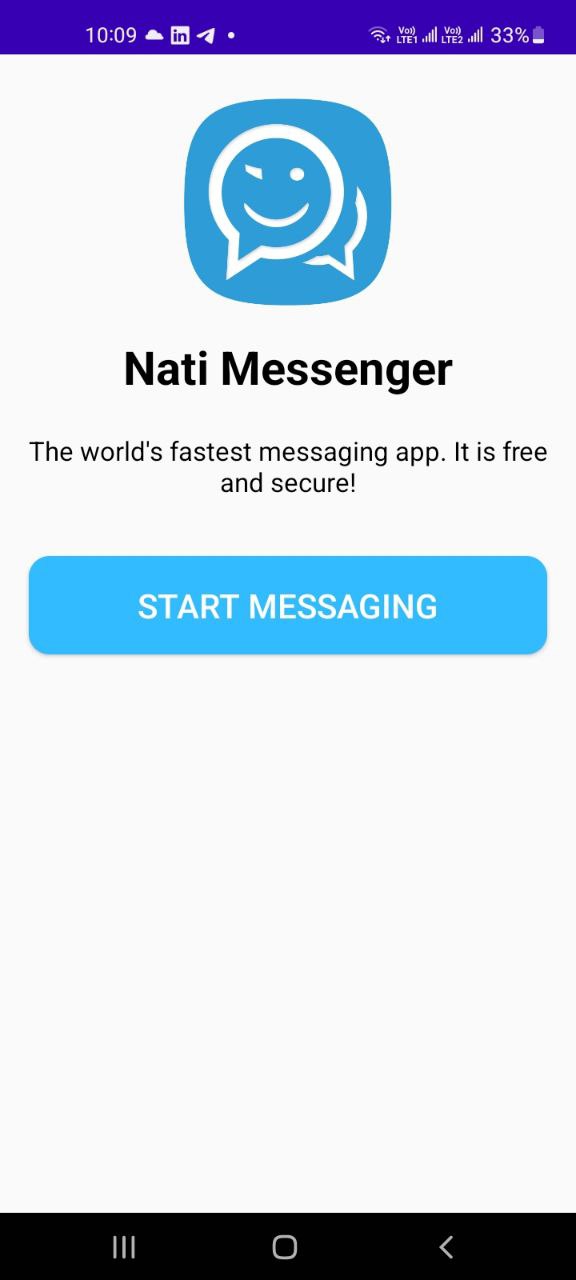 10:09 Vo) LTE1 Vo) LTE2 33%
Nati Messenger
The world's fastest messaging app. It is free
and secure!
START MESSAGING